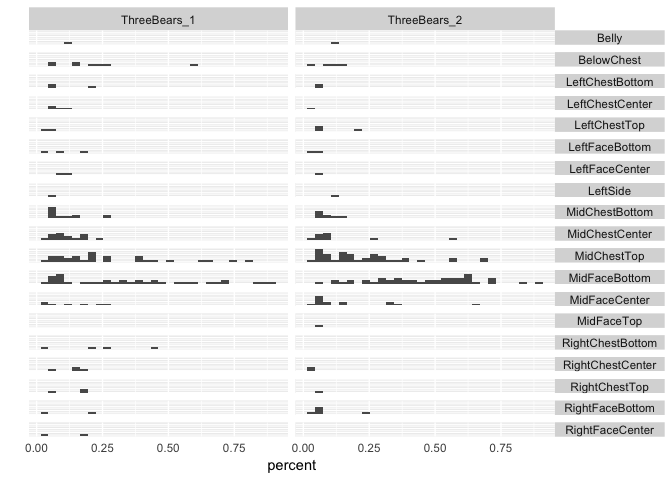 ThreeBears_1 ThreeBears_2
Belly
BelowChest
LeftChestBottom
LeftChestCenter
LeftChestTop
LeftFaceBottom
LeftFaceCenter
LeftSide
MidChestBottom
MidChestCenter
MidChestTop
MidFaceBottom
MidFaceCenter
MidFaceTop
RightChestBottom
RightChestCenter
RightChestTop
RightFaceBottom
RightFaceCenter
0.00 0.25 0.50 0.75 0.00 0.25 0.50 0.75
percent